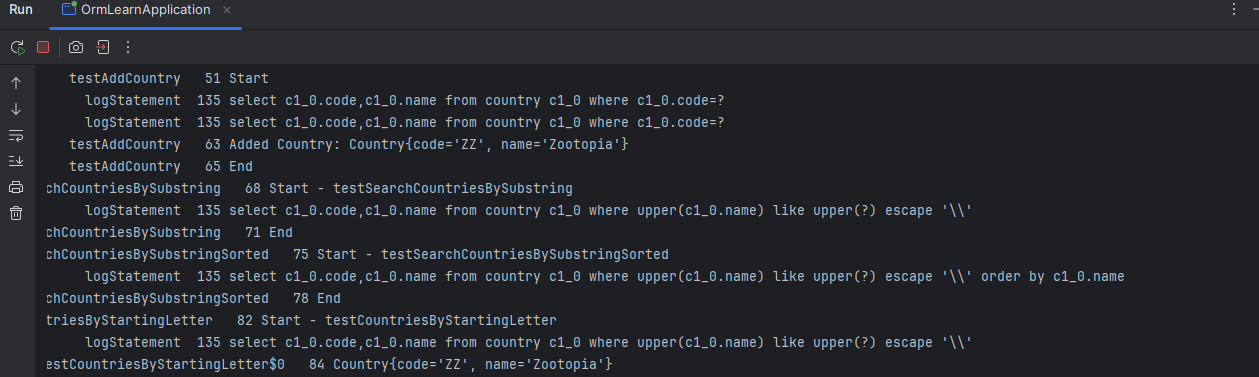 Run OrmLearnApplication
testAddCountry 51 Start
logStatement 135 select c1_0.code,c1_0.name from country c1_0 where c1_0.code=?
logStatement 135 select c1_0.code,c1_0.name from country c1_0 where c1_0.code=?
testAddCountry 63 Added Country: Country{code='ZZ', name='Zootopia'}
testAddCountry 65 End
chCountriesBySubstring 68 Start - testSearchCountriesBySubstring
logStatement 135 select c1_0.code,c1_0.name from country c1_0 where upper(c1_0.name) like upper(?) escape '\\'
chCountriesBySubstring 71 End
chCountriesBySubstringSorted 75 Start - testSearchCountriesBySubstringSorted
logStatement 135 select c1_0.code,c1_0.name from country c1_0 where upper(c1_0.name) like upper(?) escape '\\' order by c1_0.name
chCountriesBySubstringSorted 78 End
triesByStartingLetter 82 Start - testCountriesByStartingLetter
logStatement 135 select c1_0.code,c1_0.name from country c1_0 where upper(c1_0.name) like upper(?) escape '\\'
estCountriesByStartingLetter$0 84 Country{code='ZZ', name='Zootopia'}